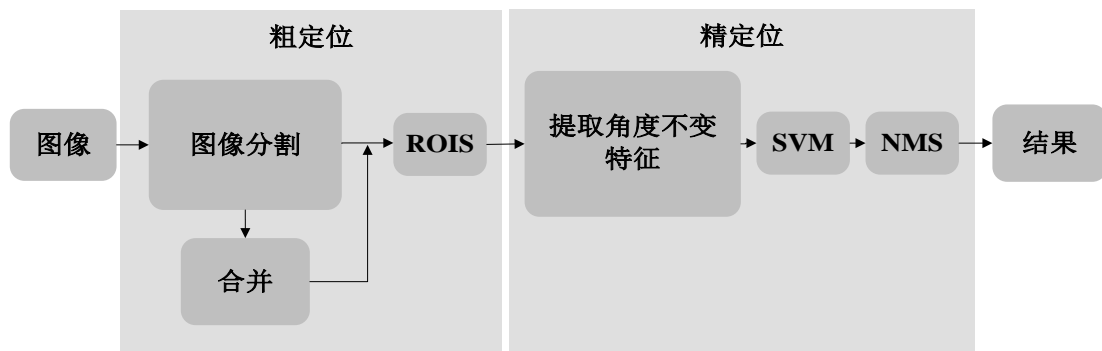 粗定位
精定位
图像
图像分割
合并
ROIS
提取角度不变
特征
SVM
NMS
结果